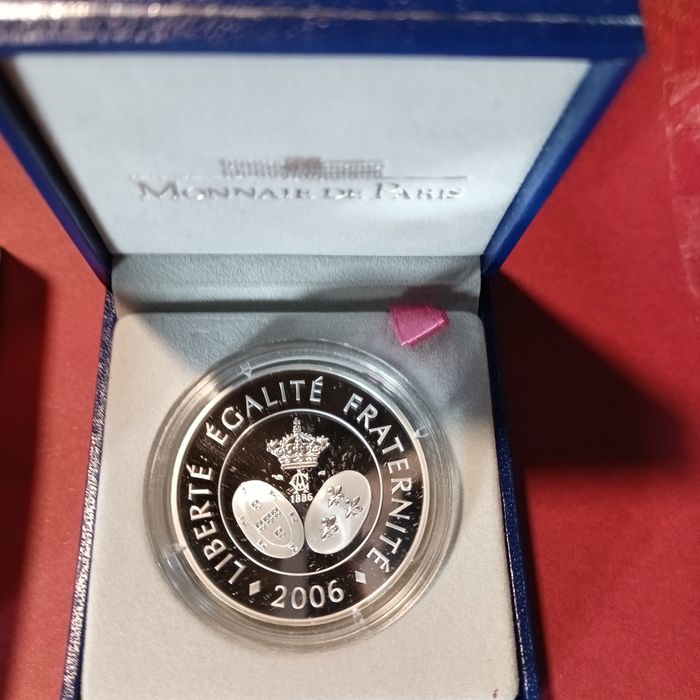 MONNAIE DE PARIS
LIBERTÉ ÉGALITÉ FRATERNITÉ
1886
2006